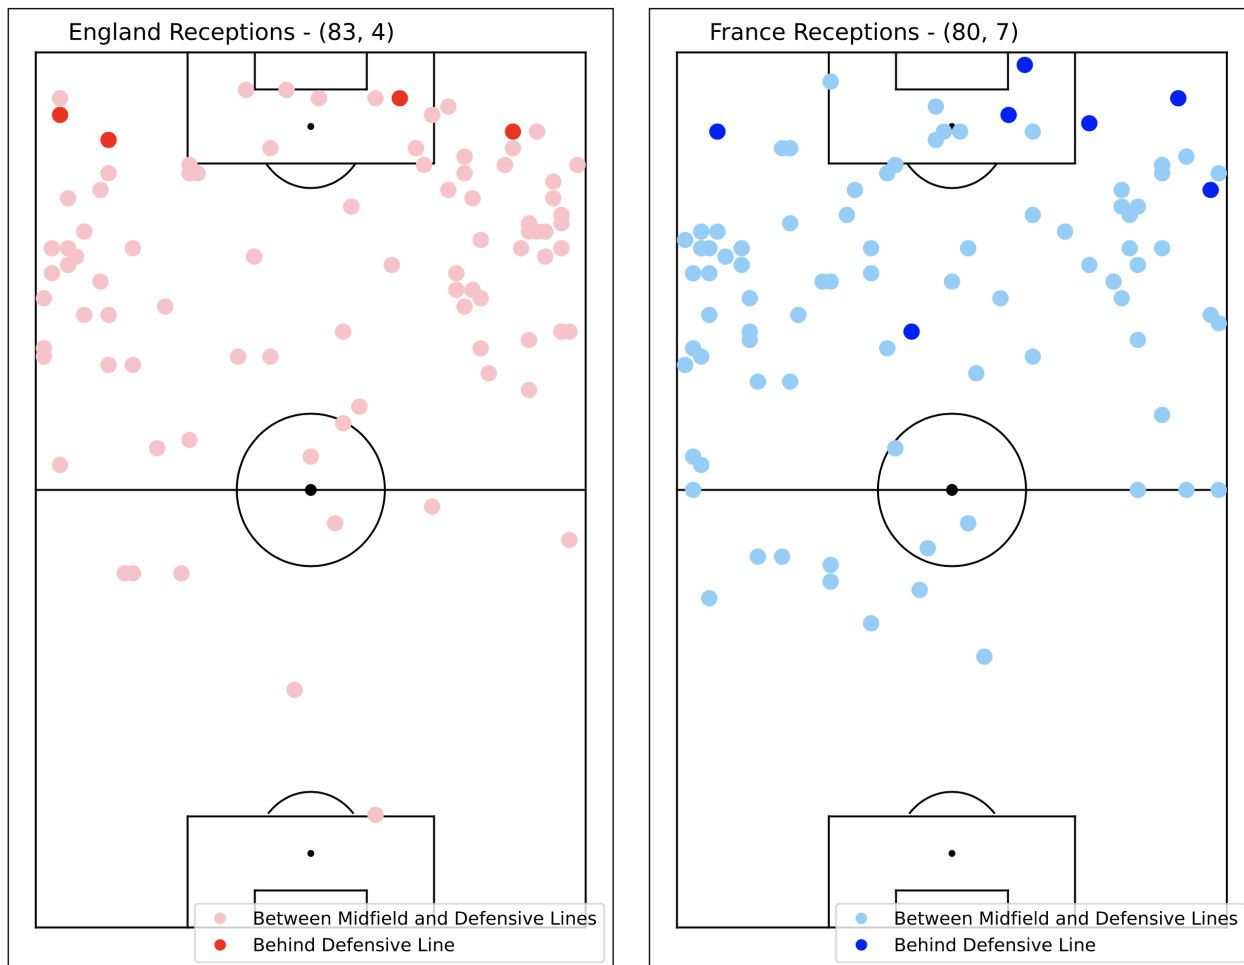 England Receptions - (83, 4)
France Receptions - (80, 7)
Between Midfield and Defensive Lines
Behind Defensive Line
Between Midfield and Defensive Lines
Behind Defensive Line